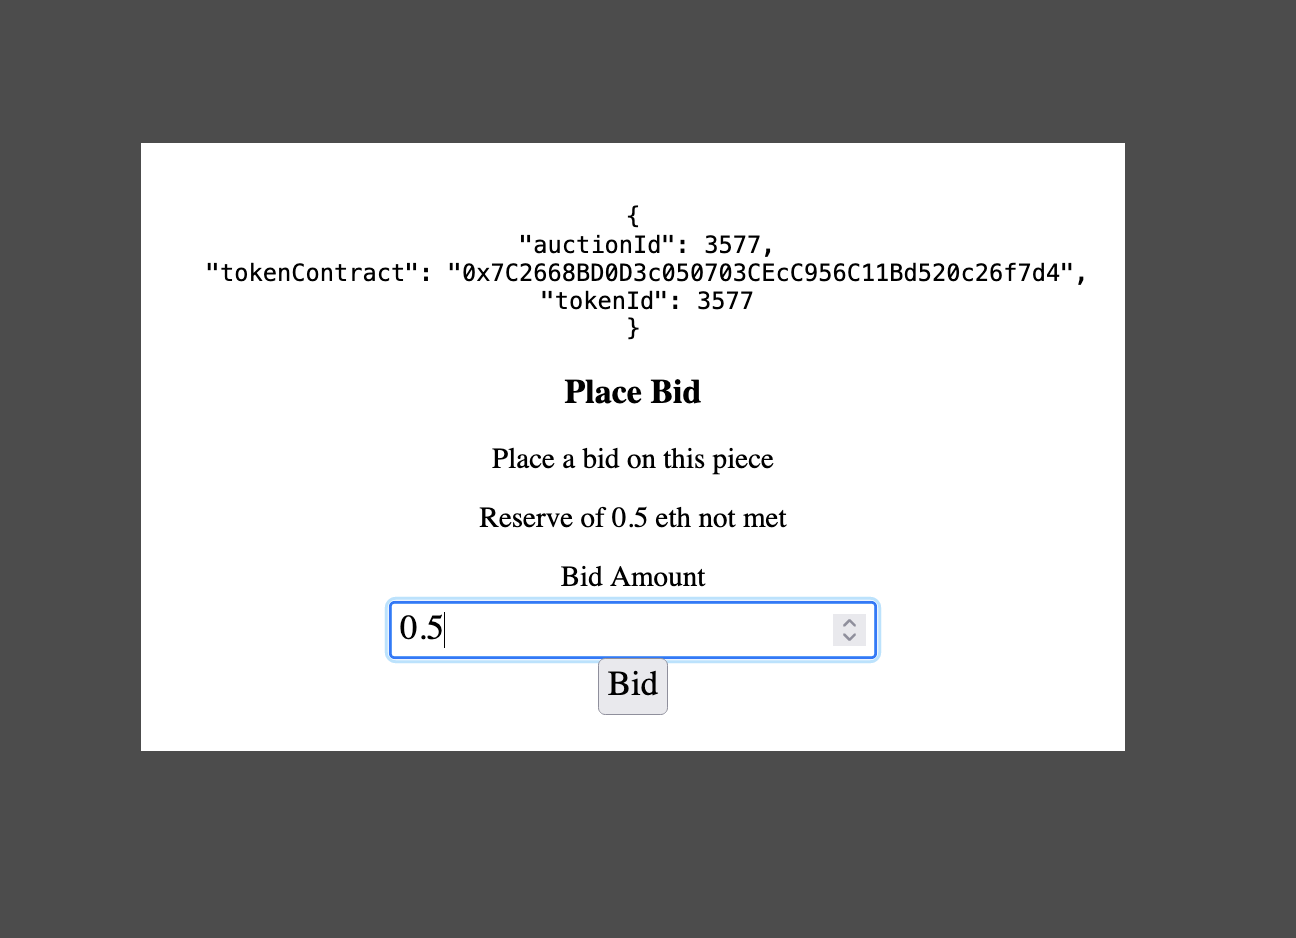 {
"auctionId": 3577,
"tokenContract": "0x7C2668BD0D3c050703CEcC956C11Bd520c26f7d4",
"tokenId": 3577
}
Place Bid
Place a bid on this piece
Reserve of 0.5 eth not met
Bid Amount
0.5
Bid